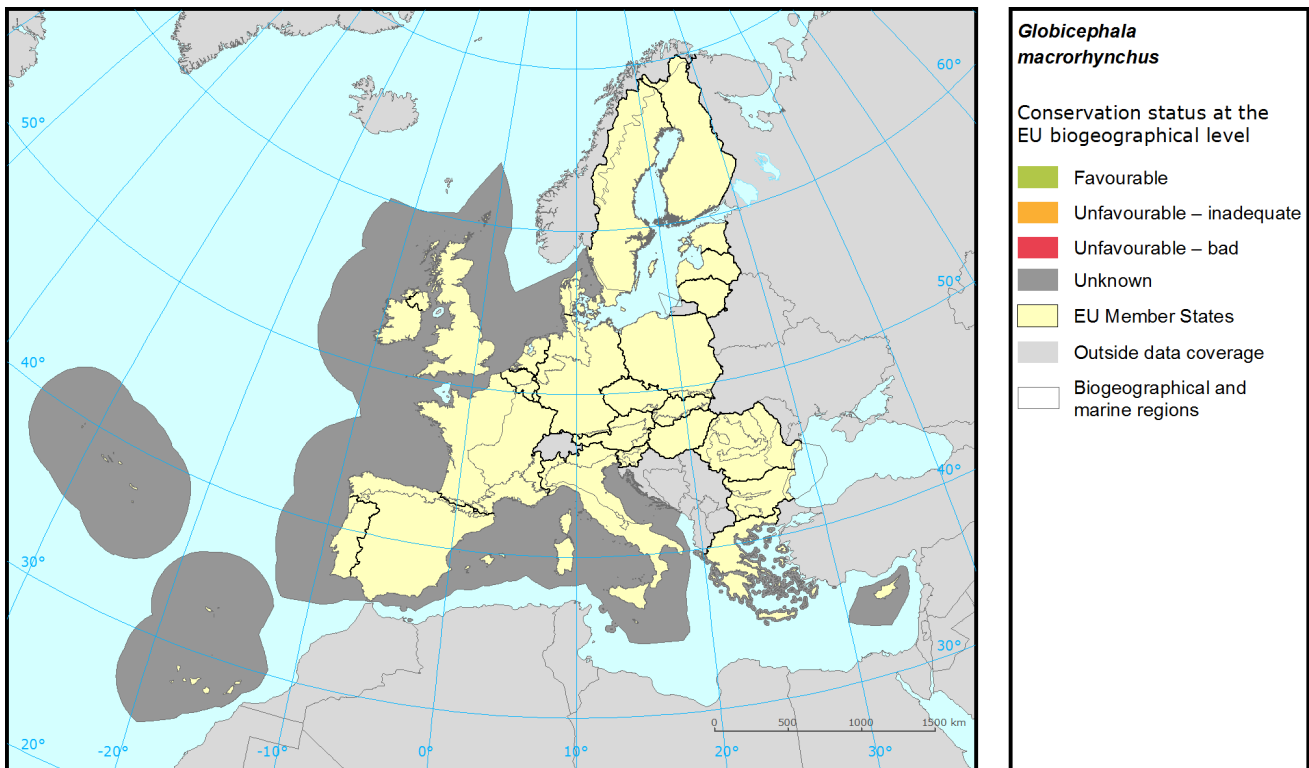 60°
50°
50°
40°
40°
30°
30°
20°
-20°
-10°
0°
10°
20°
30°
0
500
1000
1500 km
Globicephala
macrorhynchus
Conservation status at the
EU biogeographical level
Favourable
Unfavourable – inadequate
Unfavourable – bad
Unknown
EU Member States
Outside data coverage
Biogeographical and
marine regions